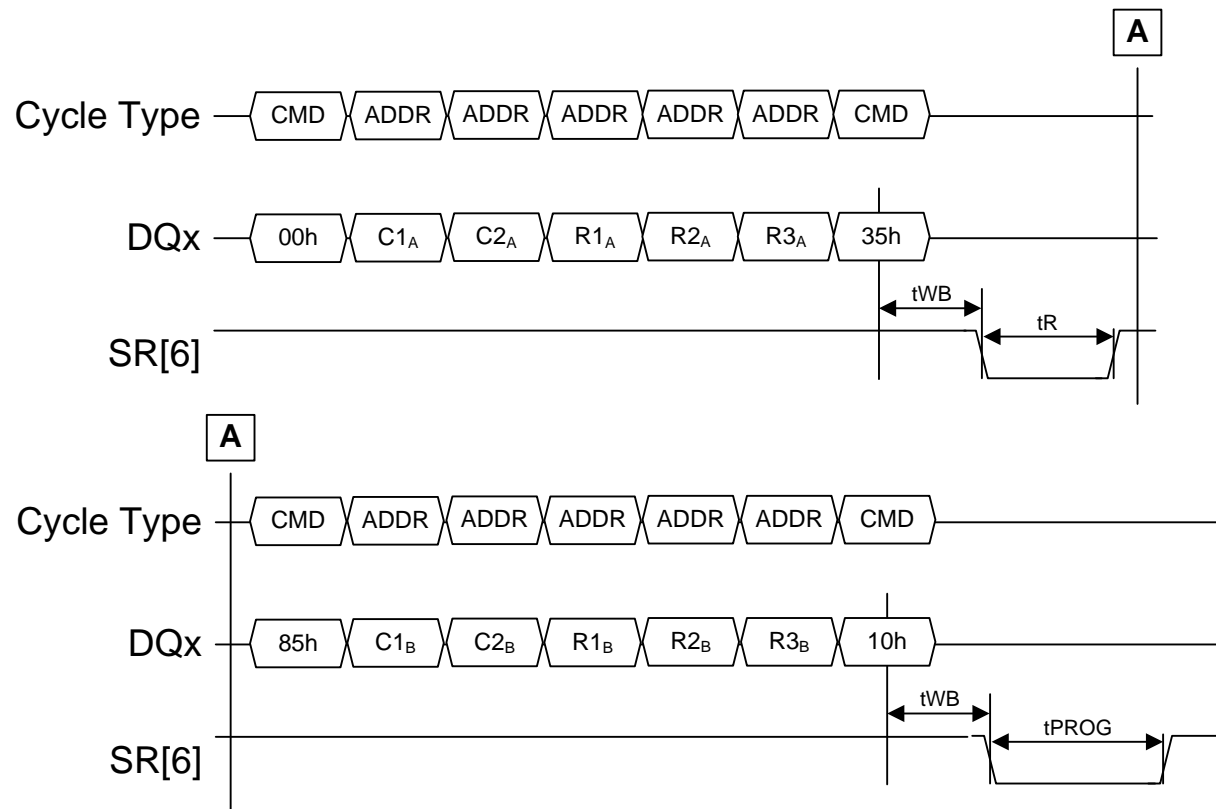 A
Cycle Type CMD ADDR ADDR ADDR ADDR ADDR CMD
DQx 00h C1A C2A R1A R2A R3A 35h
tWB
tR
SR[6]
A
Cycle Type CMD ADDR ADDR ADDR ADDR ADDR CMD
DQx 85h C1B C2B R1B R2B R3B 10h
tWB
tPROG
SR[6]